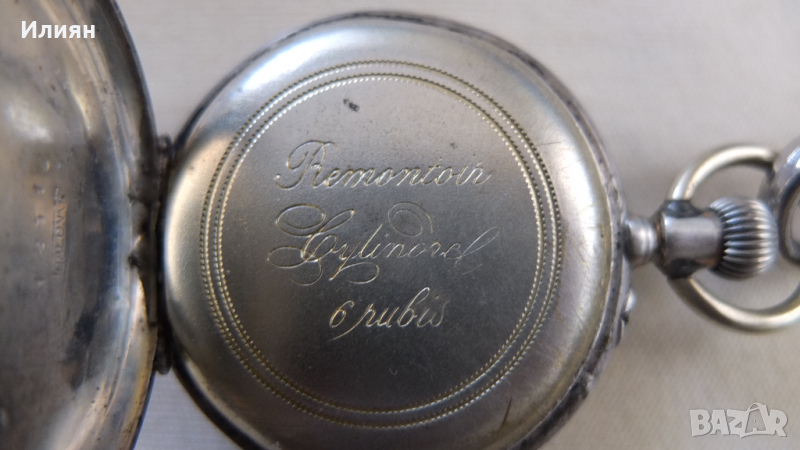 Илиян
Remontoir
Cylindre
6 rubis
BAZAR